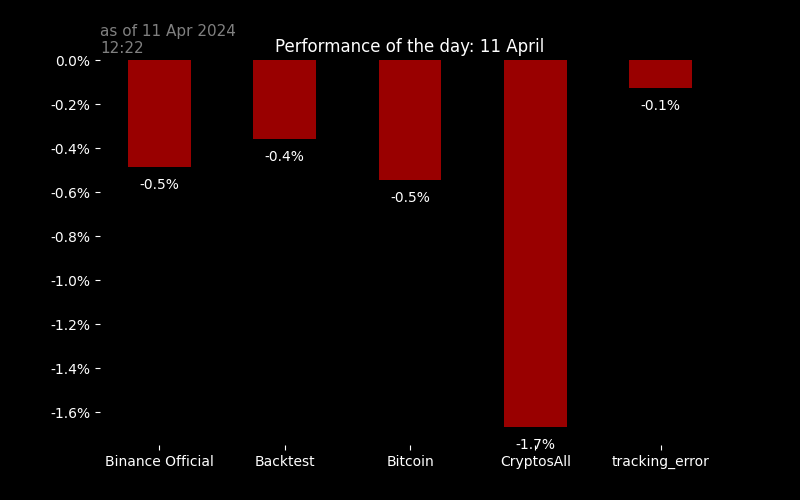 as of 11 Apr 2024
12:22
Performance of the day: 11 April
0.0%
-0.2%
-0.4%
-0.6%
-0.8%
-1.0%
-1.2%
-1.4%
-1.6%
-0.5%
-0.4%
-0.5%
-1.7%
-0.1%
Binance Official
Backtest
Bitcoin
CryptosAll
tracking_error